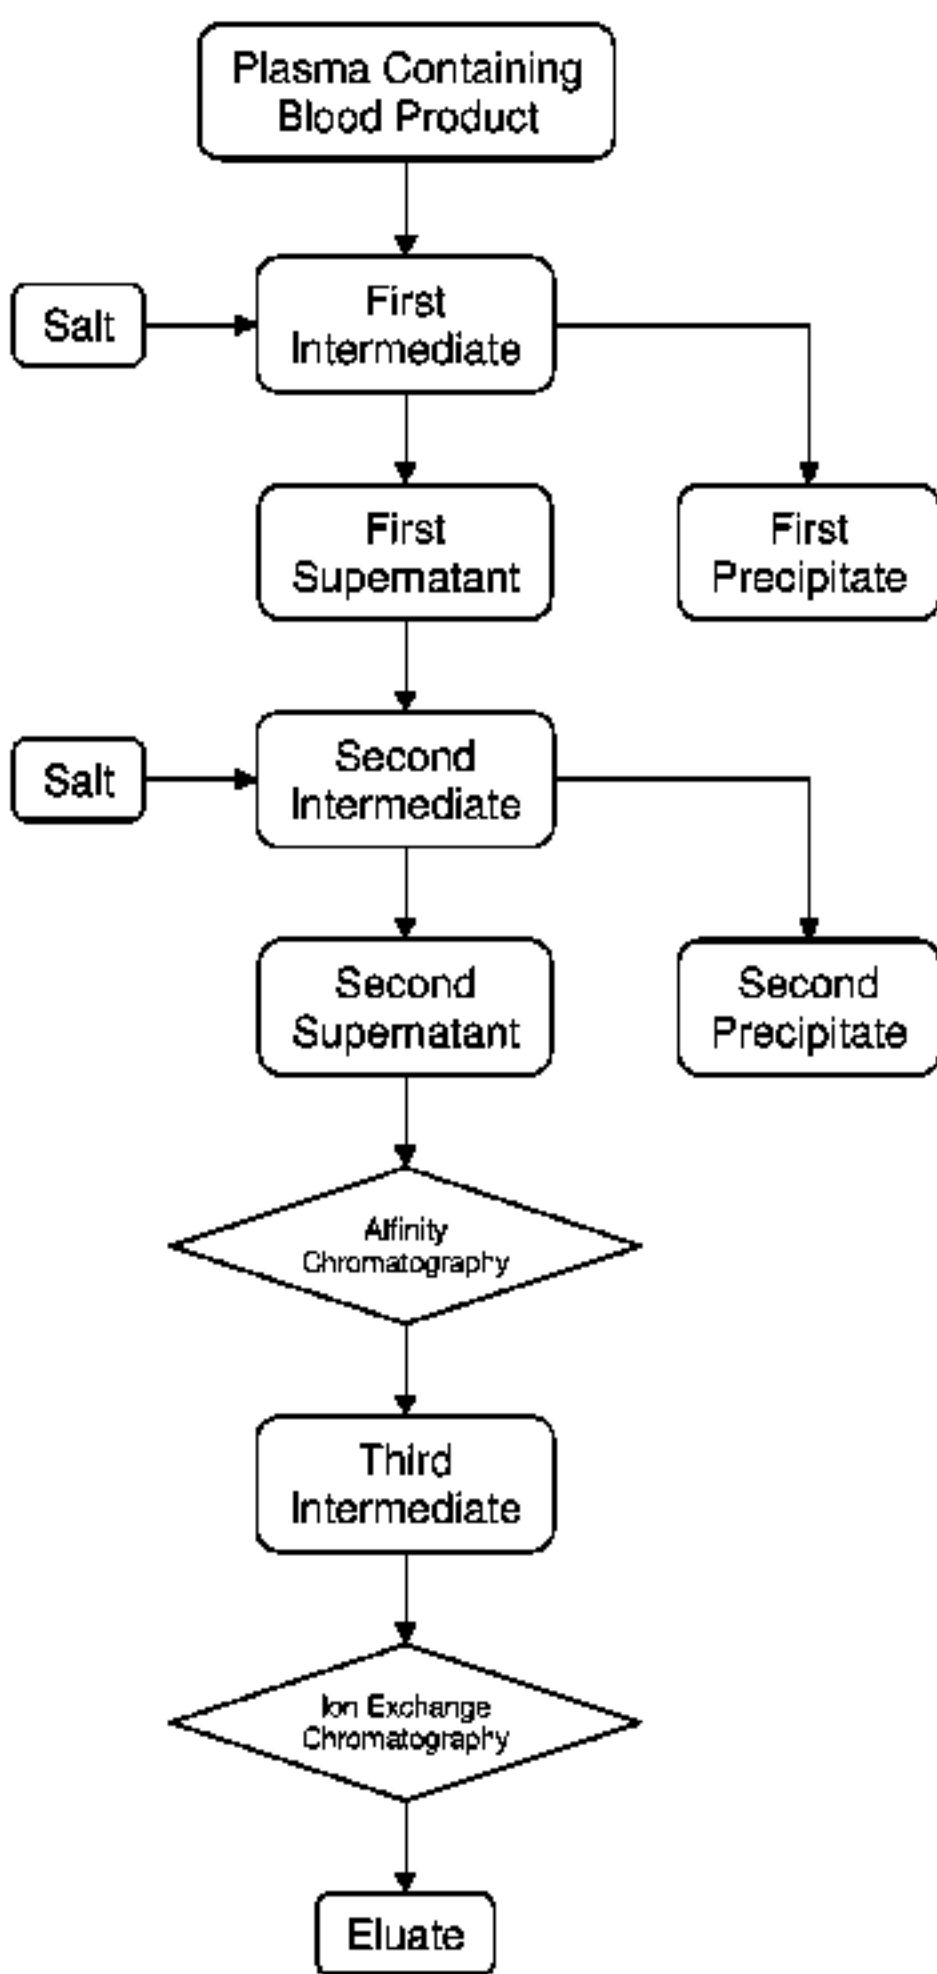 Plasma Containing
Blood Product
Salt
First
Intermediate
First
Supernatant
First
Precipitate
Salt
Second
Intermediate
Second
Supernatant
Second
Precipitate
Affinity
Chromatography
Third
Intermediate
Ion Exchange
Chromatography
Eluate